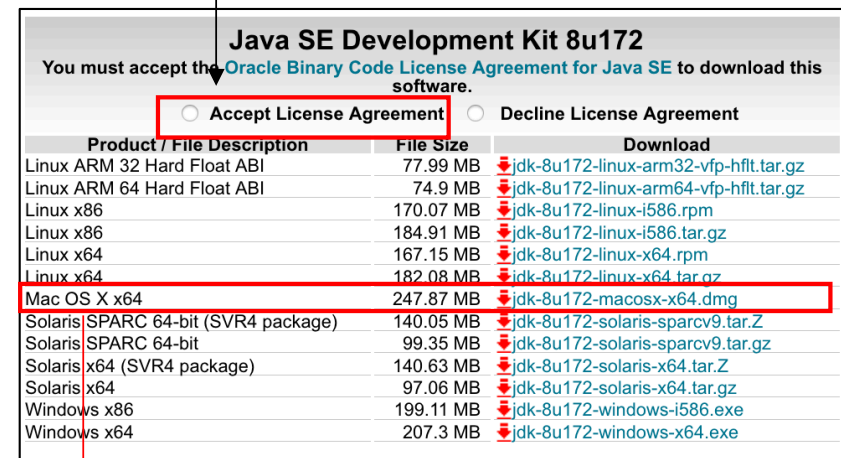 Java SE Development Kit 8u172
You must accept the Oracle Binary Code License Agreement for Java SE to download this
software.
Accept License Agreement Decline License Agreement
Product / File Description File Size Download
Linux ARM 32 Hard Float ABI 77.99 MB jdk-8u172-linux-arm32-vfp-hflt.tar.gz
Linux ARM 64 Hard Float ABI 74.9 MB jdk-8u172-linux-arm64-vfp-hflt.tar.gz
Linux x86 170.07 MB jdk-8u172-linux-i586.rpm
Linux x86 184.91 MB jdk-8u172-linux-i586.tar.gz
Linux x64 167.15 MB jdk-8u172-linux-x64.rpm
Linux x64 182.08 MB jdk-8u172-linux-x64.tar.gz
Mac OS X x64 247.87 MB jdk-8u172-macosx-x64.dmg
Solaris SPARC 64-bit (SVR4 package) 140.05 MB jdk-8u172-solaris-sparcv9.tar.Z
Solaris SPARC 64-bit 99.35 MB jdk-8u172-solaris-sparcv9.tar.gz
Solaris x64 (SVR4 package) 140.63 MB jdk-8u172-solaris-x64.tar.Z
Solaris x64 97.06 MB jdk-8u172-solaris-x64.tar.gz
Windows x86 199.11 MB jdk-8u172-windows-i586.exe
Windows x64 207.3 MB jdk-8u172-windows-x64.exe